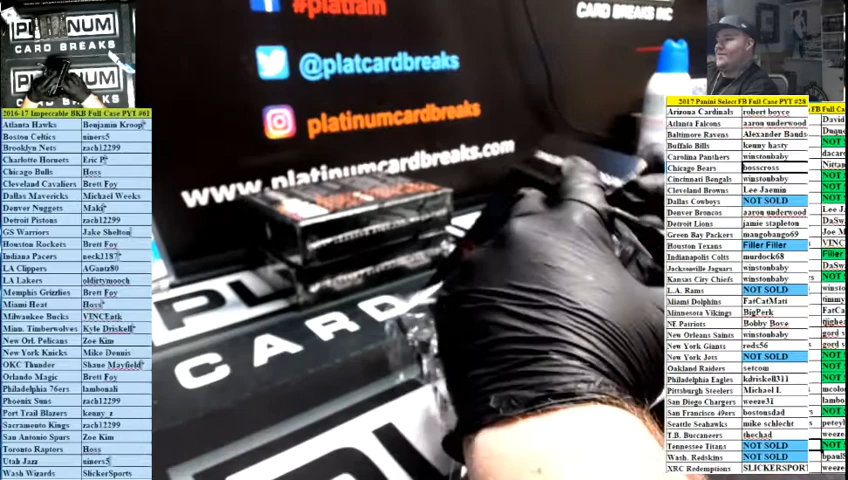 PLATINUM
CARD BREAKS
PLATINUM
CARD BREAKS
2016-17 Impeccable BKB Full Case PYT #61
Atlanta Hawks Benjamin Kroop
Boston Celtics niners5
Brooklyn Nets zach12299
Charlotte Hornets Eric P
Chicago Bulls Hoss
Cleveland Cavaliers Brett Foy
Dallas Mavericks Michael Weeks
Denver Nuggets Maki
Detroit Pistons zach12299
GS Warriors Jake Shelton
Houston Rockets Brett Foy
Indiana Pacers neck1187
LA Clippers AGantz80
LA Lakers oldirtymooch
Memphis Grizzlies Brett Foy
Miami Heat Hoss
Milwaukee Bucks VINCEatk
Minn. Timberwolves Kyle Driskell
New Orl. Pelicans Zoe Kim
New York Knicks Mike Dennis
OKC Thunder Shane Mayfield
Orlando Magic Brett Foy
Philadelphia 76ers lambonali
Phoenix Suns zach12299
Port Trail Blazers kenny_z
Sacramento Kings zach12299
San Antonio Spurs Zoe Kim
Toronto Raptors Hoss
Utah Jazz niners5
Wash Wizards SlickerSports
#platfam
@platcardbreaks
platinumcardbreaks
www.platinumcardbreaks.com
CARD BREAKS INC
PL
CARD
2017 Panini Select FB Full Case PYT #28
Arizona Cardinals robert boyce
Atlanta Falcons aaron underwood
Baltimore Ravens Alexander Bands
Buffalo Bills kenny hasty
Carolina Panthers winstonbaby
Chicago Bears bosscross
Cincinnati Bengals winstonbaby
Cleveland Browns Lee Jaemin
Dallas Cowboys NOT SOLD
Denver Broncos aaron underwood
Detroit Lions jamie stapleton
Green Bay Packers mangobango69
Houston Texans Filler Filler
Indianapolis Colts murdock68
Jacksonville Jaguars winstonbaby
Kansas City Chiefs winstonbaby
L.A. Rams NOT SOLD
Miami Dolphins FatCatMatt
Minnesota Vikings BigPerk
NE Patriots Bobby Bove
New Orleans Saints winstonbaby
New York Giants reds56
New York Jets NOT SOLD
Oakland Raiders setcom
Philadelphia Eagles kdriskell311
Pittsburg Steelers Michael L
San Diego Chargers weeze31
San Francisco 49ers bostonsdad
Seattle Seahawks mike schlecht
T.B. Buccaneers thechad
Tennessee Titans NOT SOLD
Wash. Redskins NOT SOLD
XRC Redemptions SLICKERSPORT